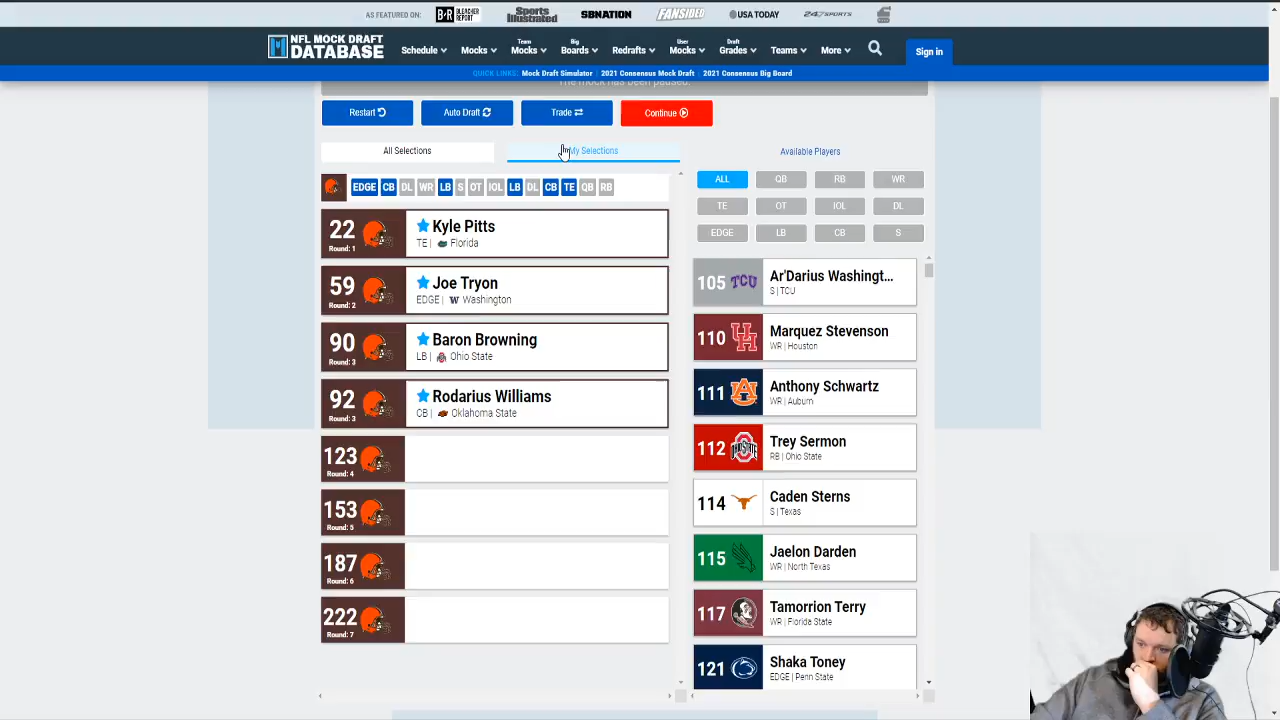 AS FEATURED ON: B/R BLEACHER REPORT Sports Illustrated SBNATION FANSIDED USA TODAY 247SPORTS
NFL MOCK DRAFT DATABASE
Schedule Mocks Team Mocks Big Boards Redrafts User Mocks Draft Grades Teams More Sign in
QUICK LINKS: Mock Draft Simulator | 2021 Consensus Mock Draft | 2021 Consensus Big Board
The mock has been paused.
Restart Auto Draft Trade Continue
All Selections My Selections Available Players
EDGE CB DL WR LB S OT IOL LB DL CB TE QB RB
22 Round: 1 Kyle Pitts
TE | Florida
59 Round: 2 Joe Tryon
EDGE | Washington
90 Round: 3 Baron Browning
LB | Ohio State
92 Round: 3 Rodarius Williams
CB | Oklahoma State
123 Round: 4
153 Round: 5
187 Round: 6
222 Round: 7
ALL QB RB WR
TE OT IOL DL
EDGE LB CB S
105 TCU Ar'Darius Washingt...
S | TCU
110 Marquez Stevenson
WR | Houston
111 Anthony Schwartz
WR | Auburn
112 Trey Sermon
RB | Ohio State
114 Caden Sterns
S | Texas
115 Jaelon Darden
WR | North Texas
117 Tamorrion Terry
WR | Florida State
121 Shaka Toney
EDGE | Penn State